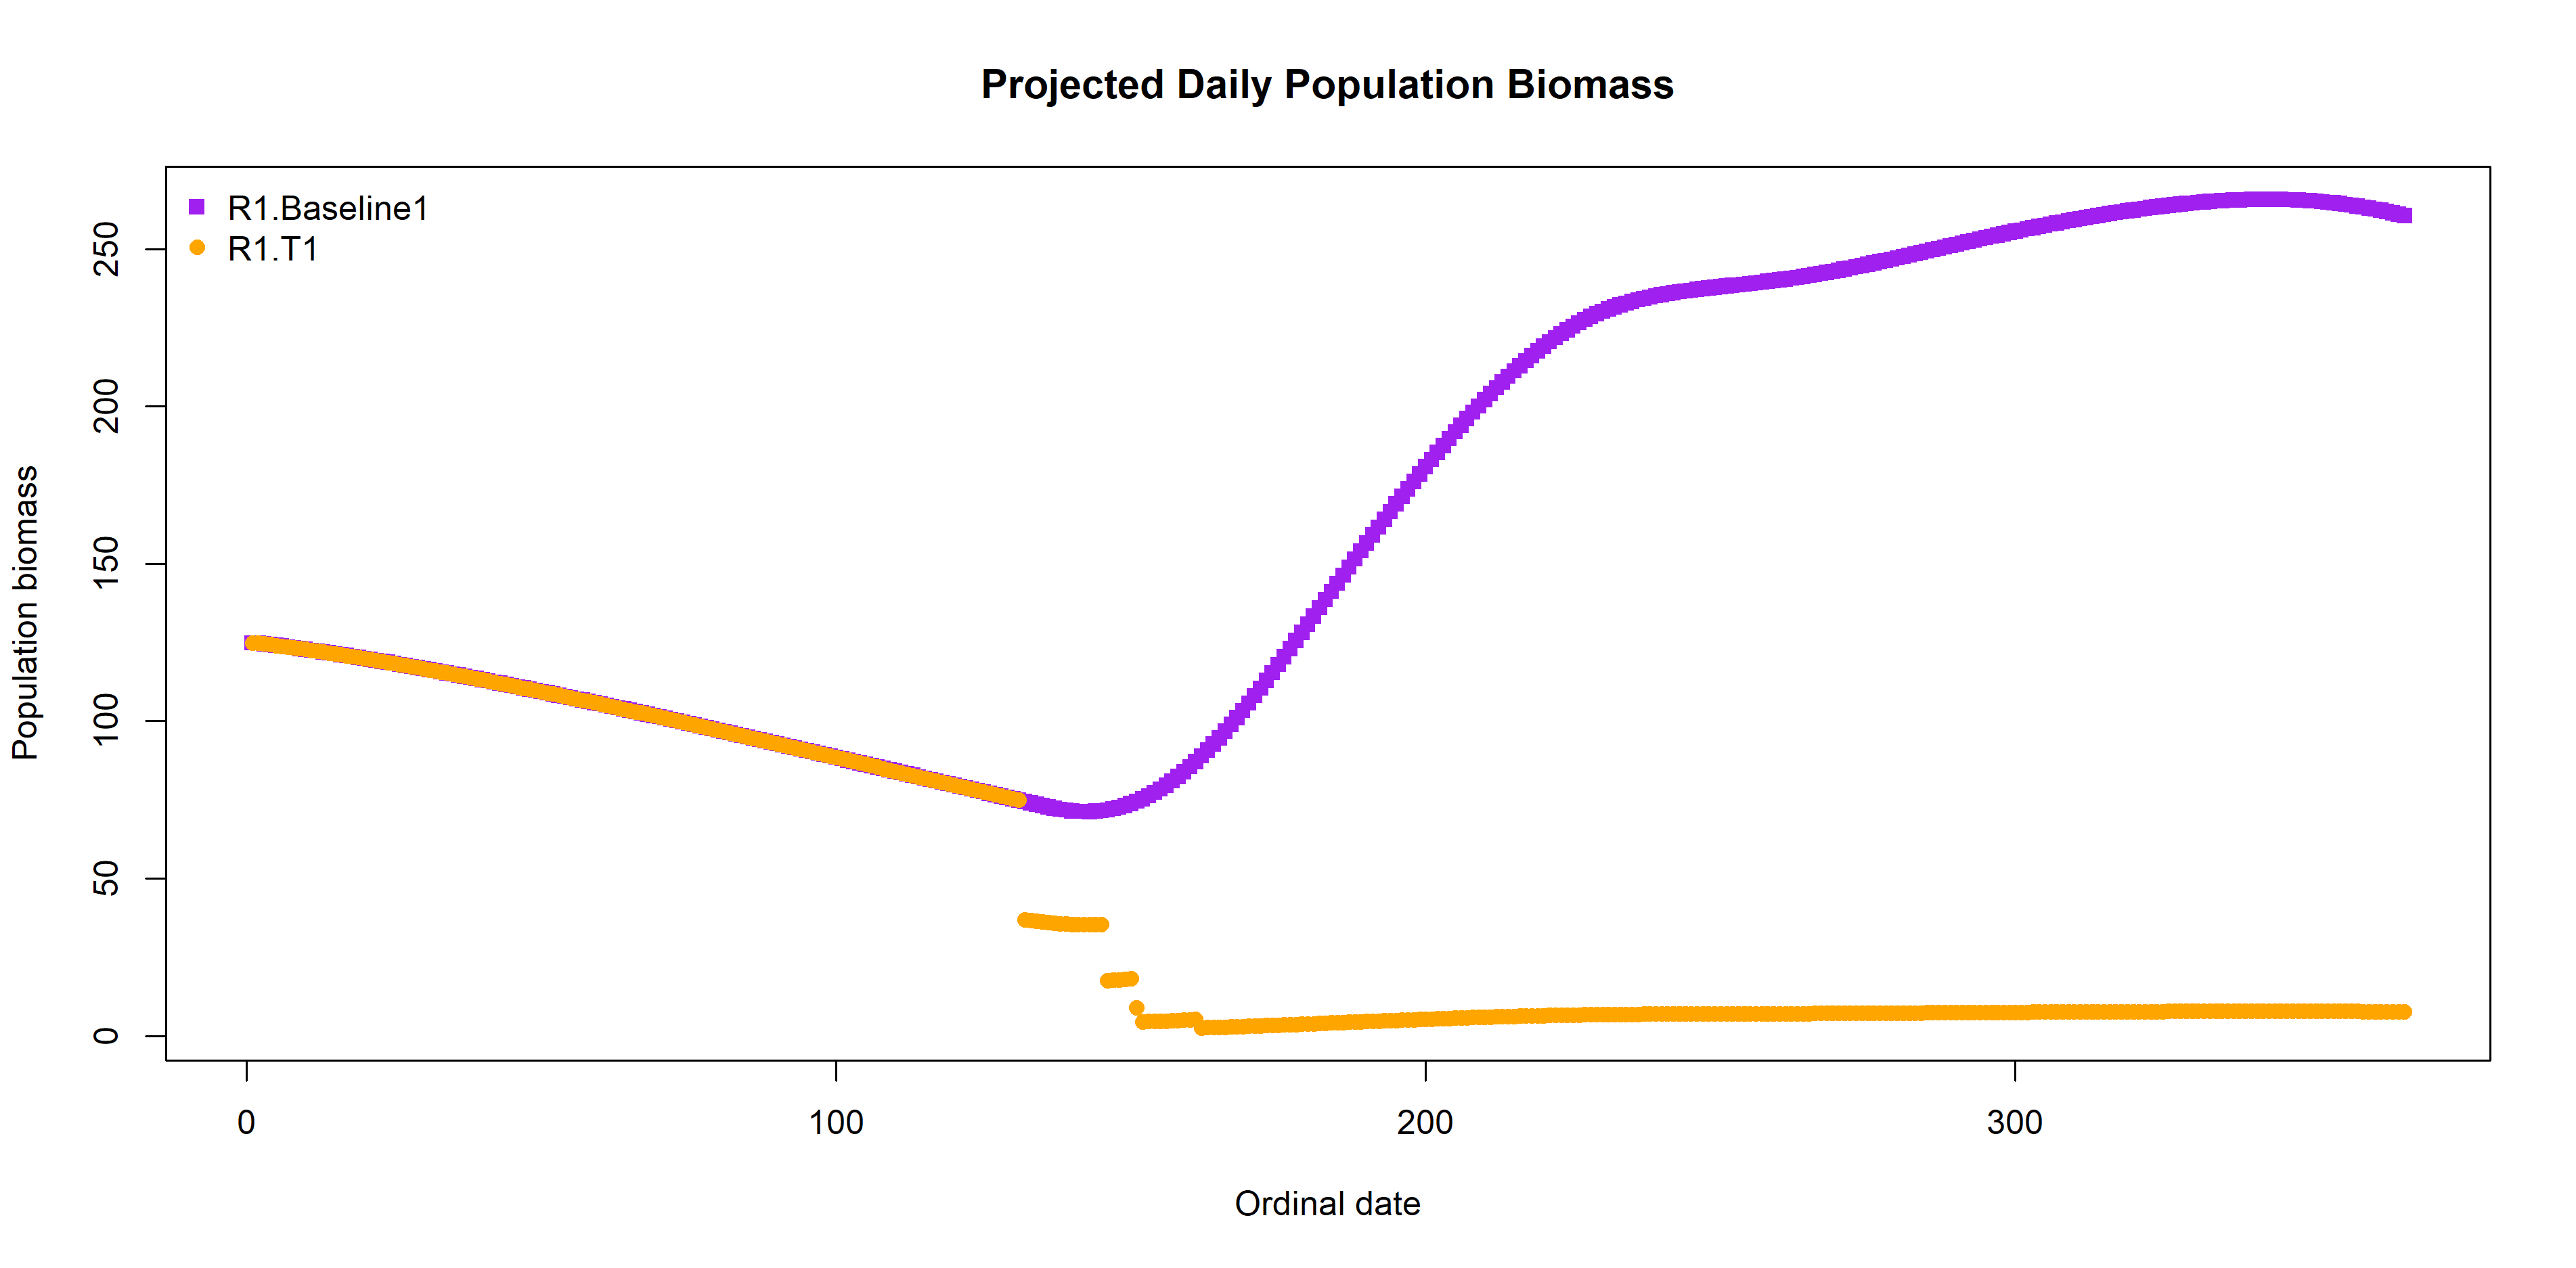 Projected Daily Population Biomass
R1.Baseline1
R1.T1
250
200
150
100
50
0
Population biomass
0 100 200 300
Ordinal date